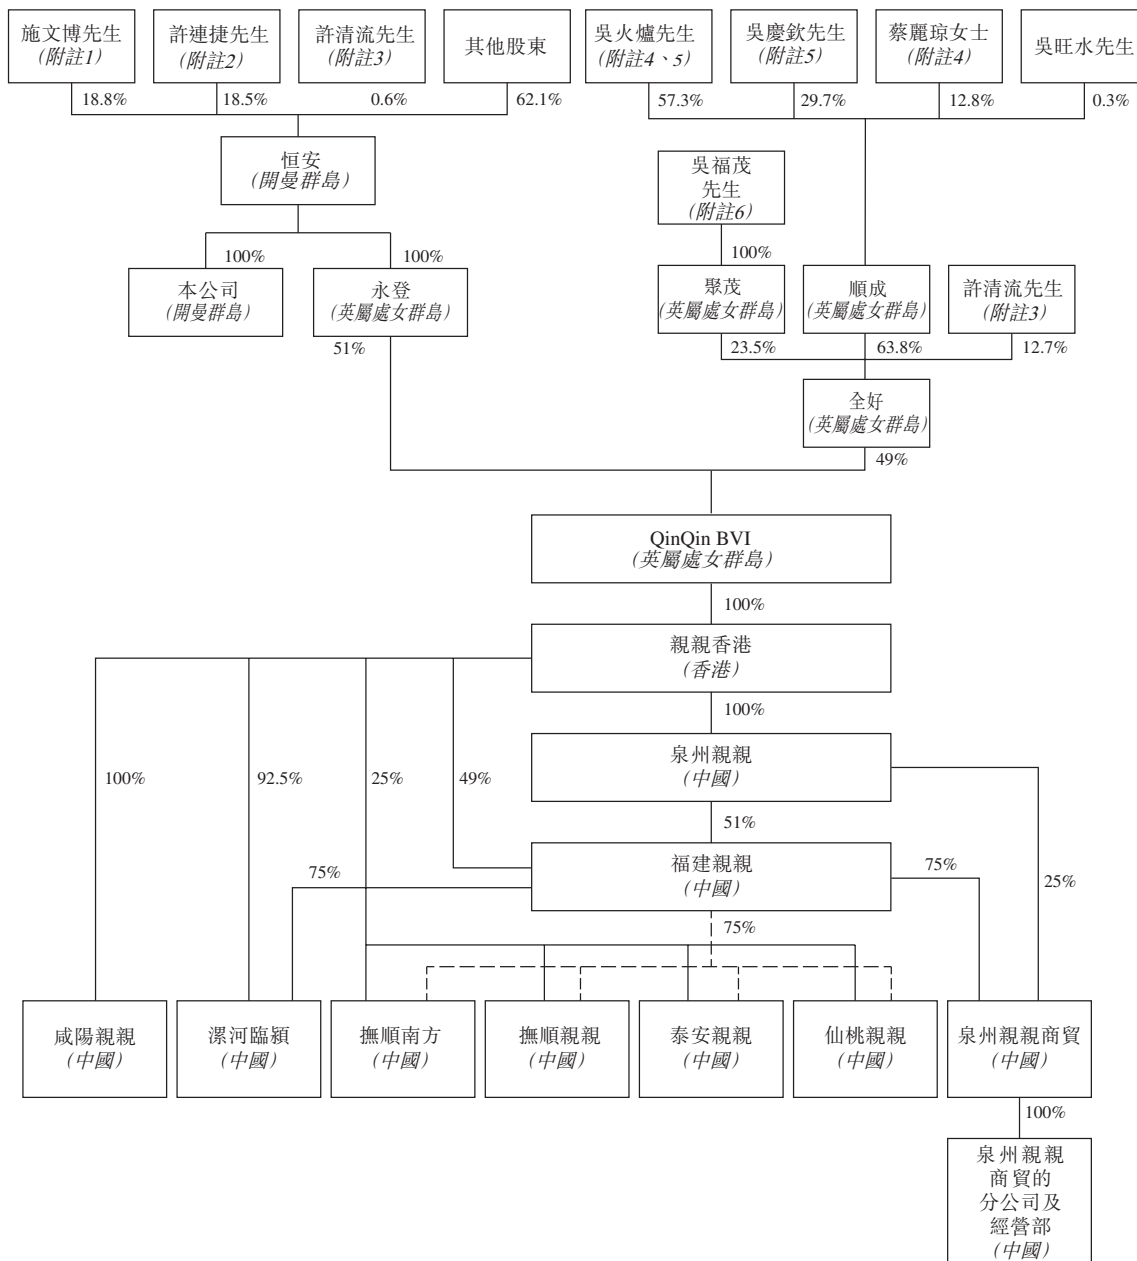 施文博先生
(附註1)
許連捷先生
(附註2)
許清流先生
(附註3)
其他股東
吳火爐先生
(附註4、5)
吳慶欽先生
(附註5)
蔡麗琼女士
(附註4)
吳旺水先生
18.8%
18.5%
0.6%
62.1%
57.3%
29.7%
12.8%
0.3%
恒安
(開曼群島)
吳福茂
先生
(附註6)
100%
100%
100%
本公司
(開曼群島)
永登
(英屬處女群島)
聚茂
(英屬處女群島)
順成
(英屬處女群島)
許清流先生
(附註3)
51%
23.5%
63.8%
12.7%
全好
(英屬處女群島)
49%
QinQin BVI
(英屬處女群島)
100%
親親香港
(香港)
100%
泉州親親
(中國)
100%
92.5%
25%
49%
51%
福建親親
(中國)
75%
75%
25%
75%
咸陽親親
(中國)
漯河臨潁
(中國)
撫順南方
(中國)
撫順親親
(中國)
泰安親親
(中國)
仙桃親親
(中國)
泉州親親商貿
(中國)
100%
泉州親親
商貿的
分公司及
經營部
(中國)